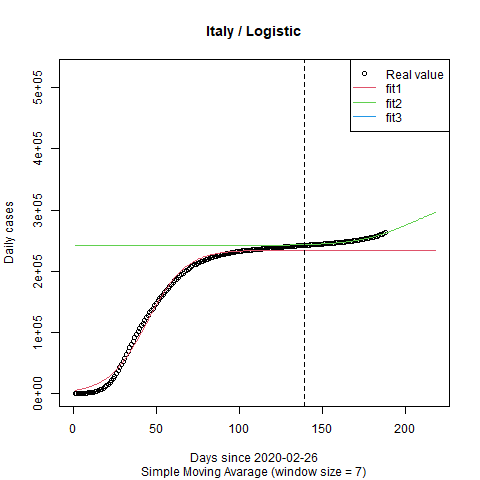 Italy / Logistic
Real value
fit1
fit2
fit3
Daily cases
5e+05
4e+05
3e+05
2e+05
1e+05
0e+00
0 50 100 150 200
Days since 2020-02-26
Simple Moving Avarage (window size = 7)